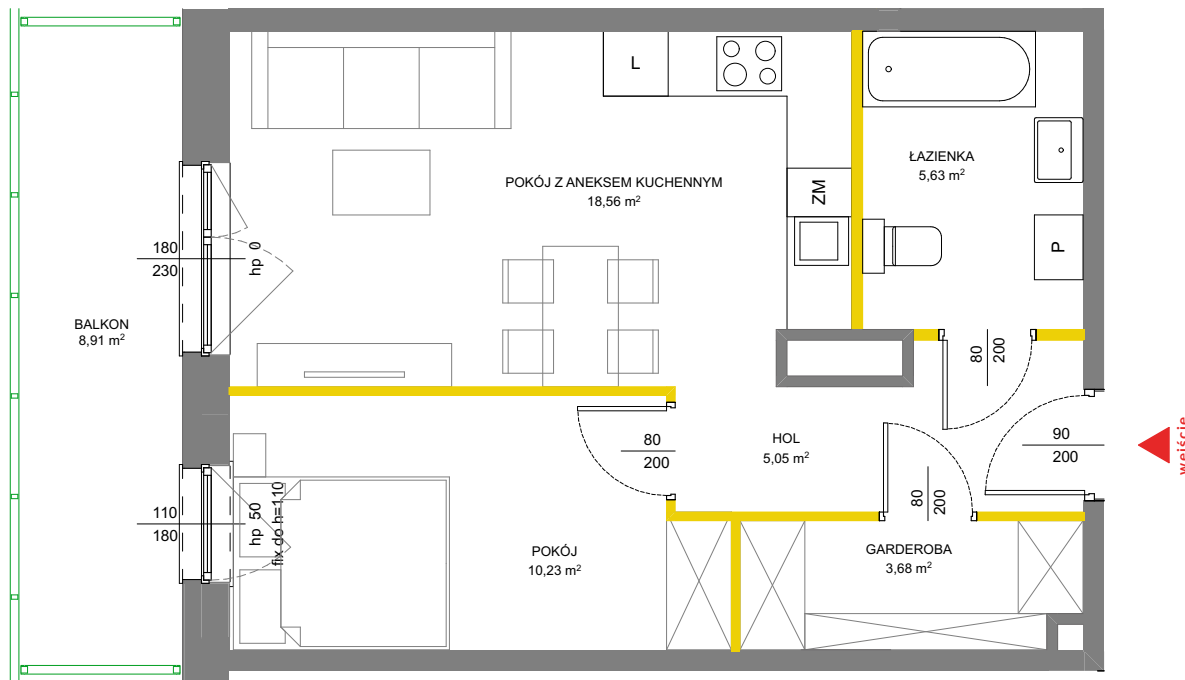 L
ŁAZIENKA
5,63 m²
POKÓJ Z ANEKSEM KUCHENNYM
18,56 m²
ZM
P
180
230
hp 0
BALKON
8,91 m²
80
200
HOL
5,05 m²
80
200
90
200
wejście
110
180
hp 50
fix do h=110
80
200
POKÓJ
10,23 m²
GARDEROBA
3,68 m²